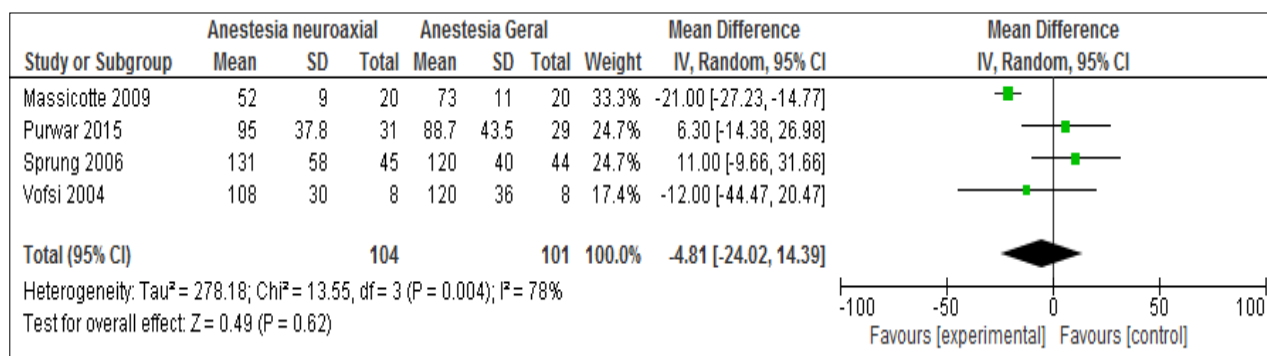 Anestesia neuroaxial Anestesia Geral Mean Difference Mean Difference
Study or Subgroup Mean SD Total Mean SD Total Weight IV, Random, 95% CI IV, Random, 95% CI
Massicotte 2009 52 9 20 73 11 20 33.3% -21.00 [-27.23, -14.77]
Purwar 2015 95 37.8 31 88.7 43.5 29 24.7% 6.30 [-14.38, 26.98]
Sprung 2006 131 58 45 120 40 44 24.7% 11.00 [-9.66, 31.66]
Vofsi 2004 108 30 8 120 36 8 17.4% -12.00 [-44.47, 20.47]
Total (95% CI) 104 101 100.0% -4.81 [-24.02, 14.39]
Heterogeneity: Tau² = 278.18; Chi² = 13.55, df = 3 (P = 0.004); I² = 78%
Test for overall effect: Z = 0.49 (P = 0.62)
-100 -50 0 50 100
Favours [experimental] Favours [control]